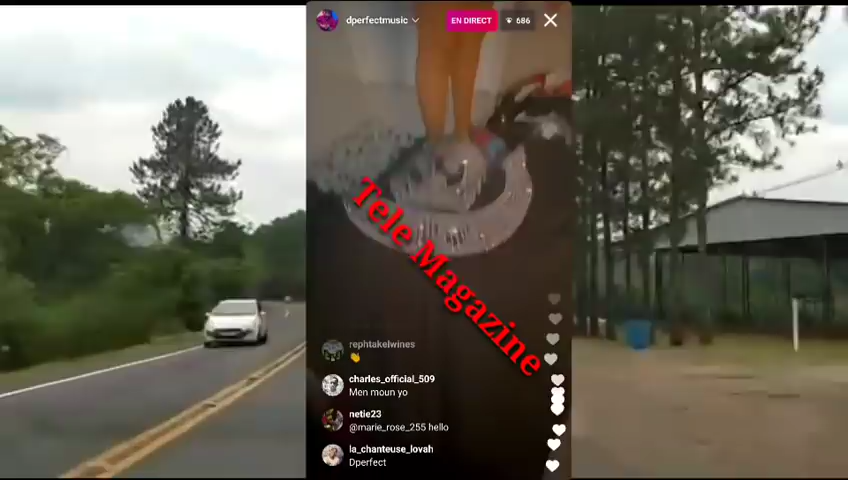 dperfectmusic
EN DIRECT
686
Tele Magazine
rephtakelwines
👏
charles_official_509
Men moun yo
netie23
@marie_rose_255 hello
la_chanteuse_lovah
Dperfect